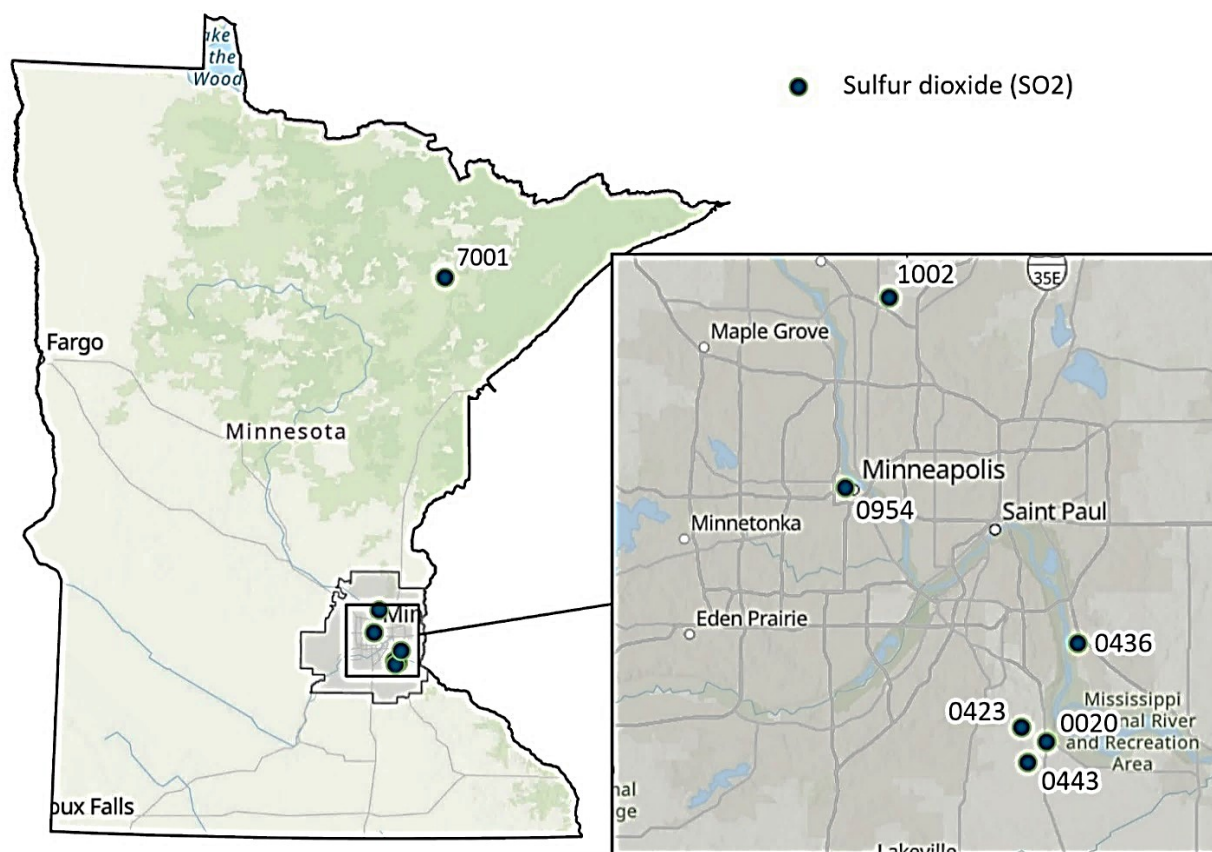 ake
the
Wood
Sulfur dioxide (SO2)
7001
Fargo
Minnesota
Min
oux Falls
1002
35E
Maple Grove
Minneapolis
0954
Saint Paul
Minnetonka
Eden Prairie
0436
0423
Mississippi
0020
nal River
and Recreation
Area
0443
nal
ge
Lakeville